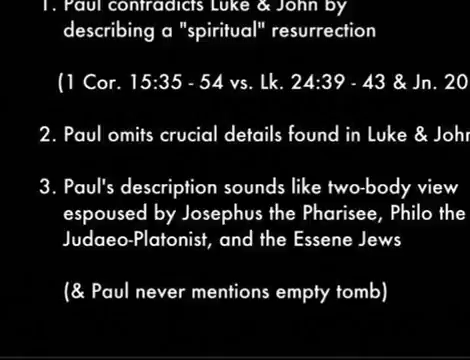 1. Paul contradicts Luke & John by
describing a "spiritual" resurrection
(1 Cor. 15:35 - 54 vs. Lk. 24:39 - 43 & Jn. 20
2. Paul omits crucial details found in Luke & John
3. Paul's description sounds like two-body view
espoused by Josephus the Pharisee, Philo the
Judaeo-Platonist, and the Essene Jews
(& Paul never mentions empty tomb)